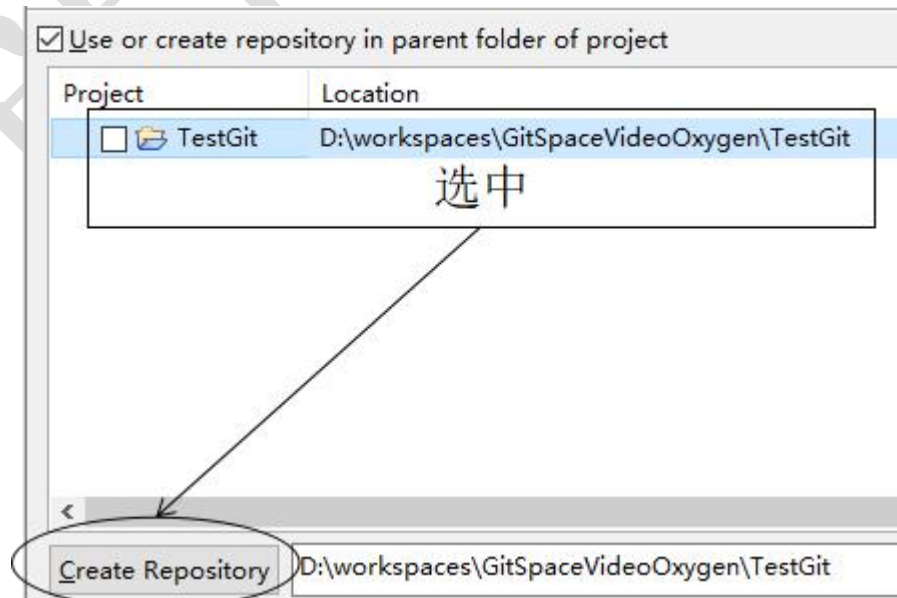 Use or create repository in parent folder of project
Project Location
TestGit D:\workspaces\GitSpaceVideoOxygen\TestGit
选中
Create Repository D:\workspaces\GitSpaceVideoOxygen\TestGit